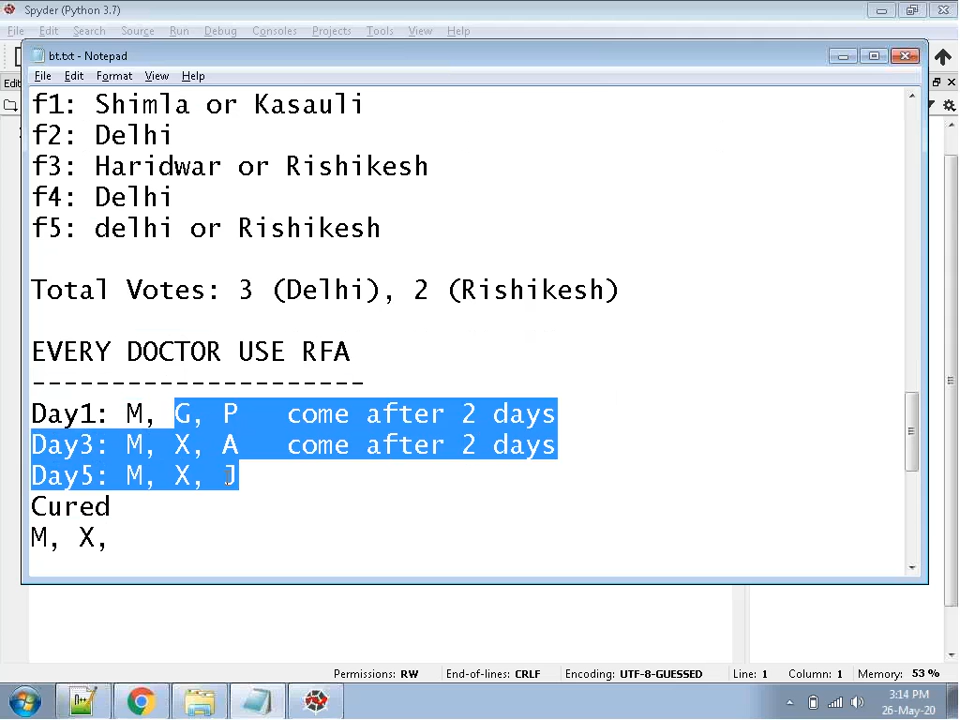 Spyder (Python 3.7)
File Edit Search Source Run Debug Consoles Projects Tools View Help
bt.txt - Notepad
File Edit Format View Help
f1: Shimla or Kasauli
f2: Delhi
f3: Haridwar or Rishikesh
f4: Delhi
f5: delhi or Rishikesh
Total Votes: 3 (Delhi), 2 (Rishikesh)
EVERY DOCTOR USE RFA
---------------------
Day1: M, G, P   come after 2 days
Day3: M, X, A   come after 2 days
Day5: M, X, J
Cured
M, X,
Permissions: RW End-of-lines: CRLF Encoding: UTF-8-GUESSED Line: 1 Column: 1 Memory: 53 %
3:14 PM
26-May-20